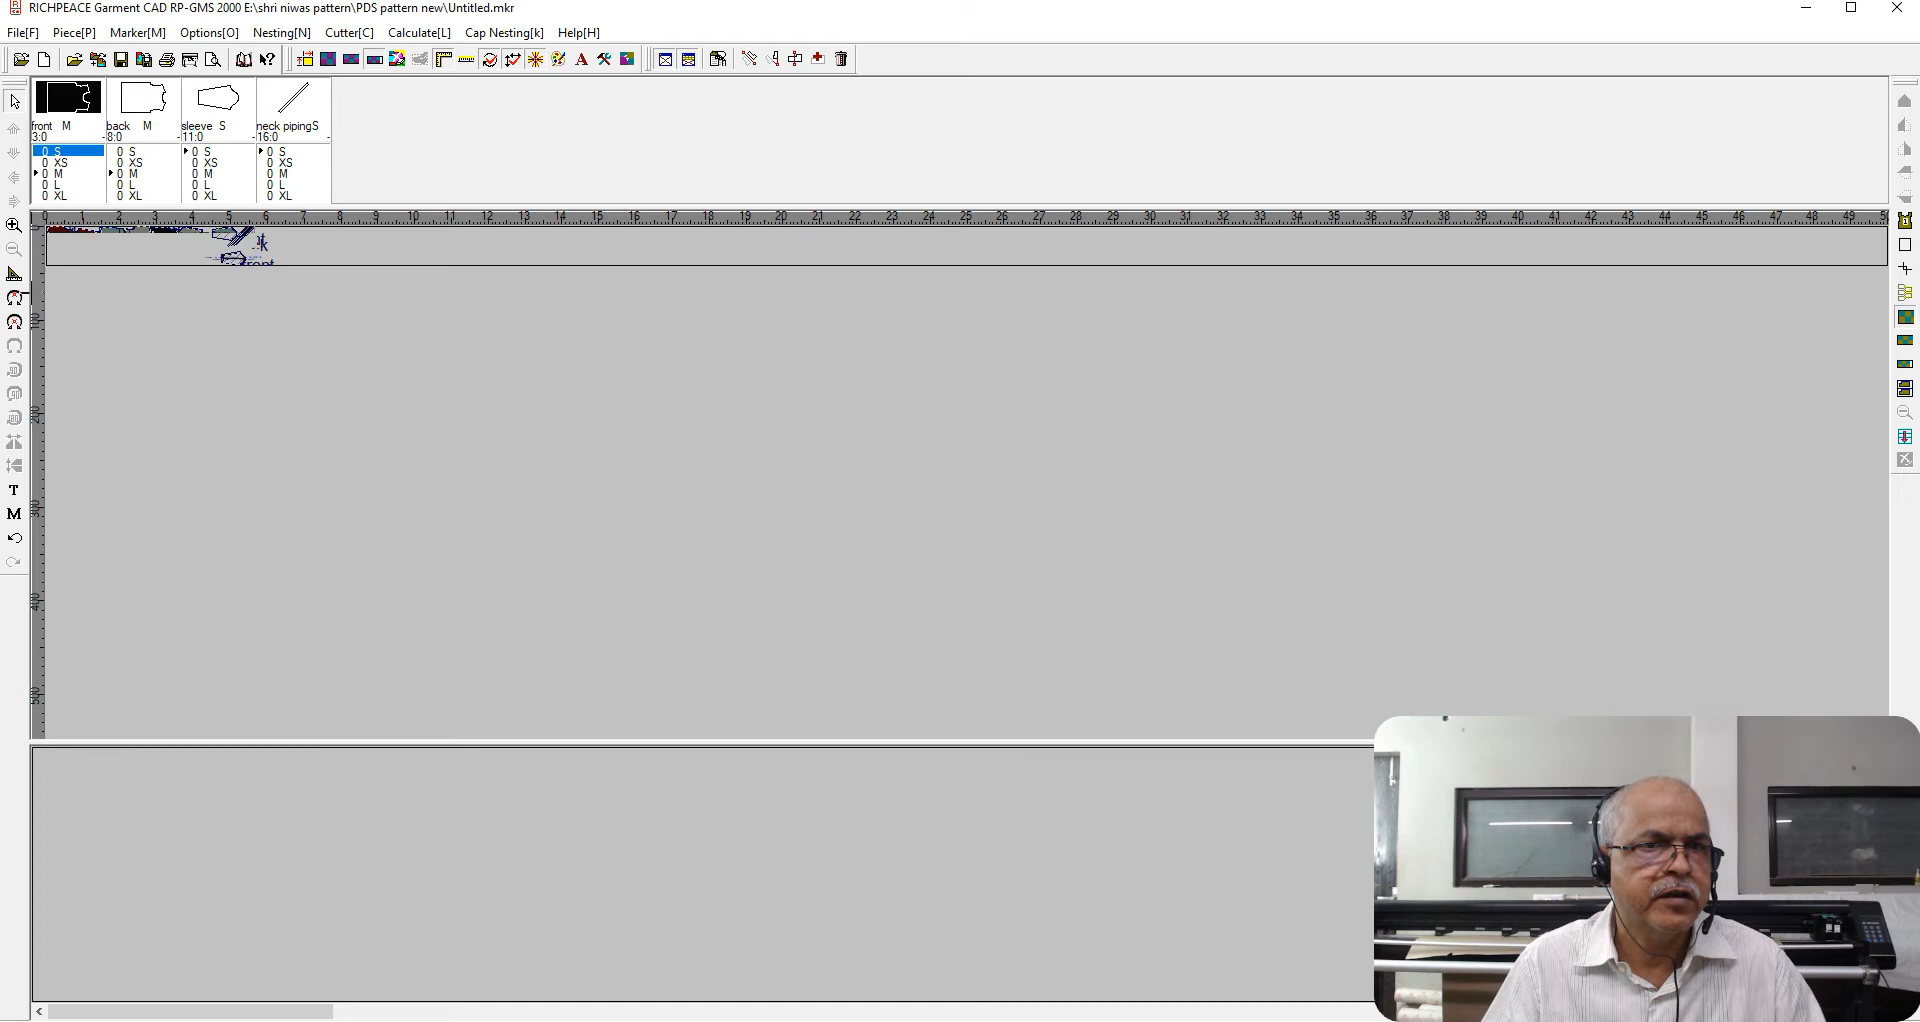 RICHPEACE Garment CAD RP-GMS 2000 E:\shri niwas pattern\PDS pattern new\Untitled.mkr
File[F] Piece[P] Marker[M] Options[O] Nesting[N] Cutter[C] Calculate[L] Cap Nesting[k] Help[H]
front M back M sleeve S neck pipingS
3:0 - 8:0 - 11:0 - 16:0 -
0 S 0 S 0 S 0 S
0 XS 0 XS 0 XS 0 XS
0 M 0 M 0 M 0 M
0 L 0 L 0 L 0 L
0 XL 0 XL 0 XL 0 XL
0 1 2 3 4 5 6 7 8 9 10 11 12 13 14 15 16 17 18 19 20 21 22 23 24 25 26 27 28 29 30 31 32 33 34 35 36 37 38 39 40 41 42 43 44 45 46 47 48 49
front
100
200
300
400
500
T
M